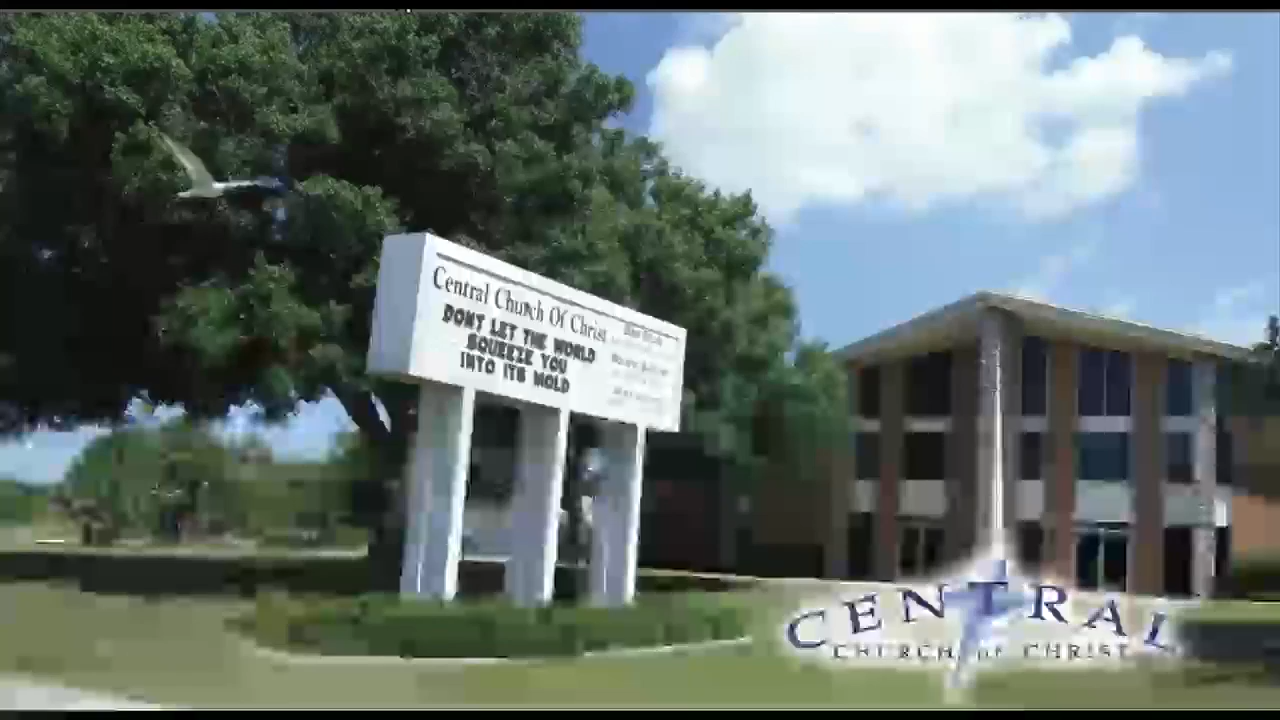 Central Church Of Christ
DONT LET THE WORLD
SQUEEZE YOU
INTO ITS MOLD
CENTRAL
CHURCH OF CHRIST